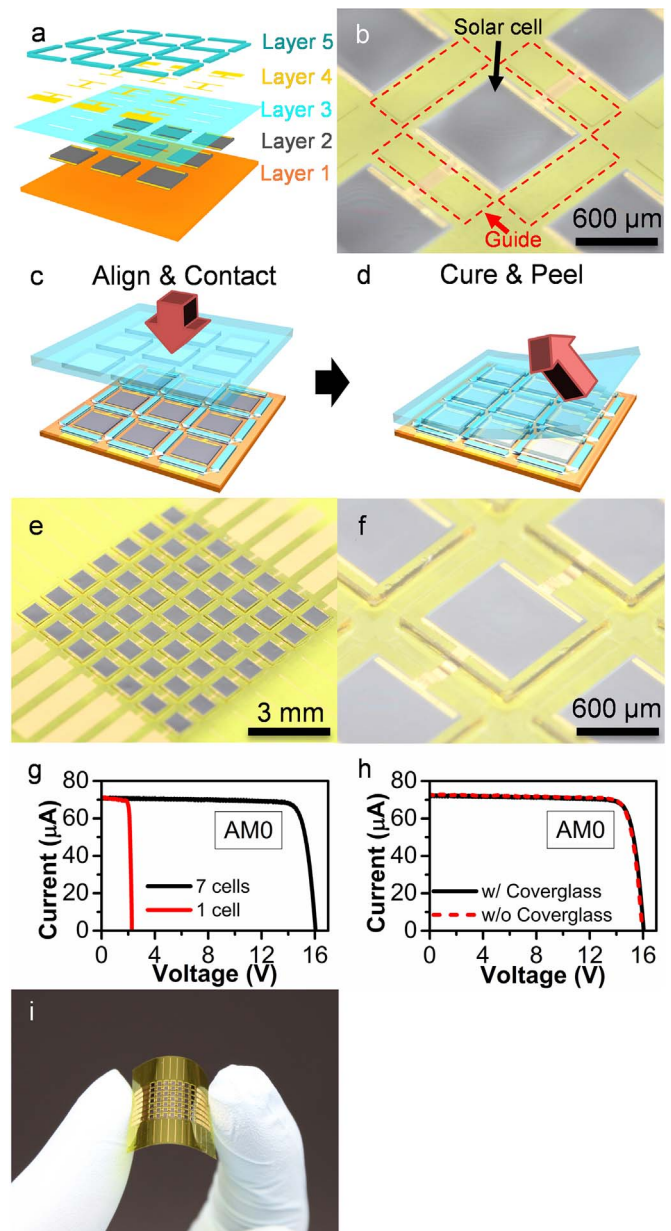 a
Layer 5
Layer 4
Layer 3
Layer 2
Layer 1
b
Solar cell
600 µm
Guide
c
Align & Contact
d
Cure & Peel
e
3 mm
f
600 µm
g
80
60
40
20
0
Current (µA)
AM0
7 cells
1 cell
0 4 8 12 16
Voltage (V)
h
80
60
40
20
0
Current (µA)
AM0
w/ Coverglass
w/o Coverglass
0 4 8 12 16
Voltage (V)
i